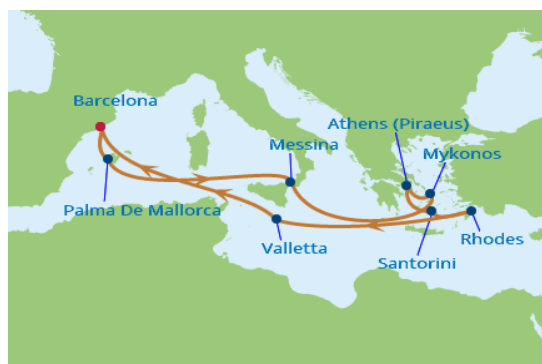 Barcelona
Athens (Piraeus)
Messina
Mykonos
Palma De Mallorca
Valletta
Santorini
Rhodes